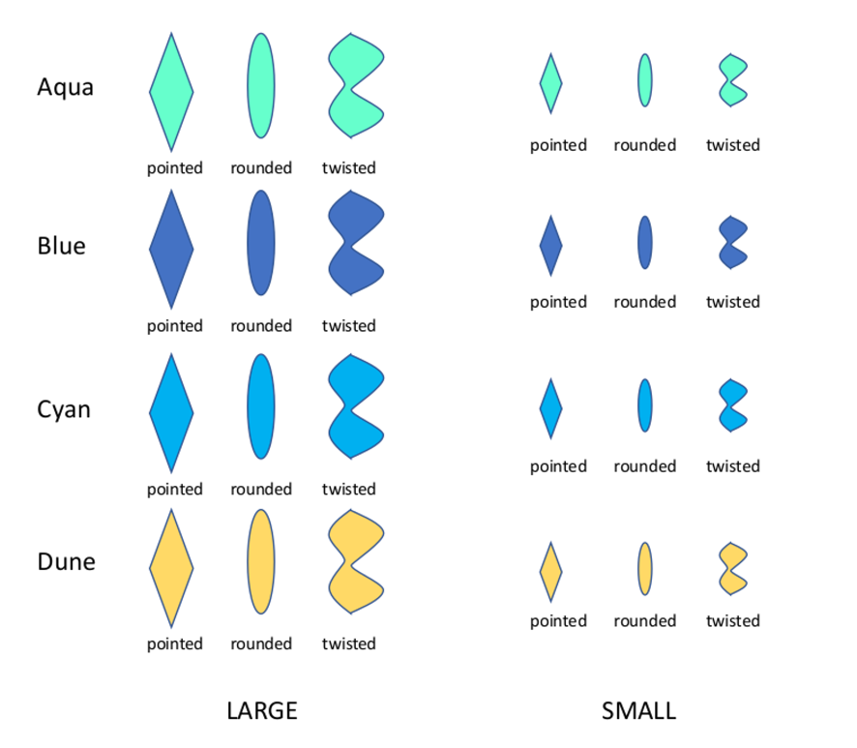 Aqua
pointed rounded twisted
pointed rounded twisted
Blue
pointed rounded twisted
pointed rounded twisted
Cyan
pointed rounded twisted
pointed rounded twisted
Dune
pointed rounded twisted
pointed rounded twisted
LARGE SMALL